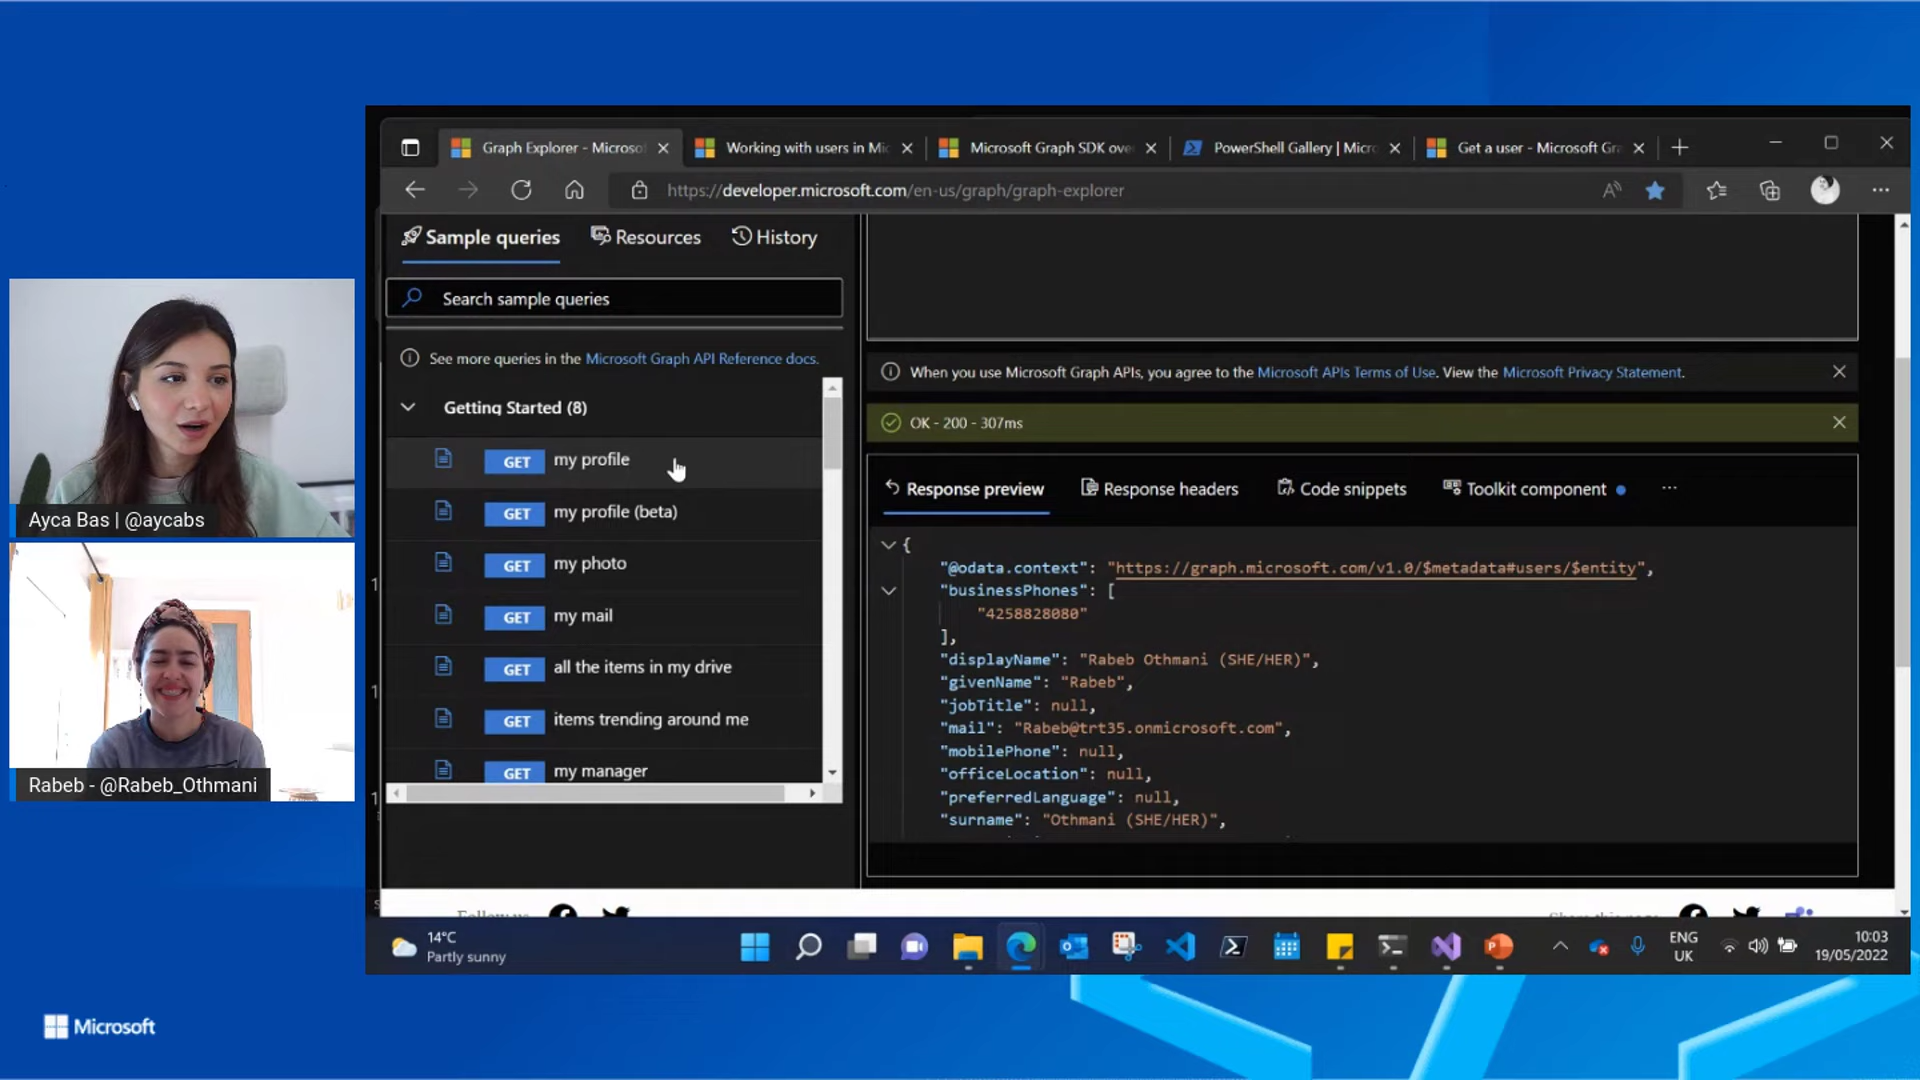 Graph Explorer - Microsof
Working with users in Mic
Microsoft Graph SDK over
PowerShell Gallery | Micro
Get a user - Microsoft Gra
https://developer.microsoft.com/en-us/graph/graph-explorer
Sample queries
Resources
History
Search sample queries
See more queries in the Microsoft Graph API Reference docs.
Getting Started (8)
GET my profile
GET my profile (beta)
GET my photo
GET my mail
GET all the items in my drive
GET items trending around me
GET my manager
When you use Microsoft Graph APIs, you agree to the Microsoft APIs Terms of Use. View the Microsoft Privacy Statement.
OK - 200 - 307ms
Response preview
Response headers
Code snippets
Toolkit component
...
{
"@odata.context": "https://graph.microsoft.com/v1.0/$metadata#users/$entity",
"businessPhones": [
"4258828080"
],
"displayName": "Rabeb Othmani (SHE/HER)",
"givenName": "Rabeb",
"jobTitle": null,
"mail": "Rabeb@trt35.onmicrosoft.com",
"mobilePhone": null,
"officeLocation": null,
"preferredLanguage": null,
"surname": "Othmani (SHE/HER)",
Ayca Bas | @aycabs
Rabeb - @Rabeb_Othmani
14°C
Partly sunny
ENG
UK
10:03
19/05/2022
Microsoft